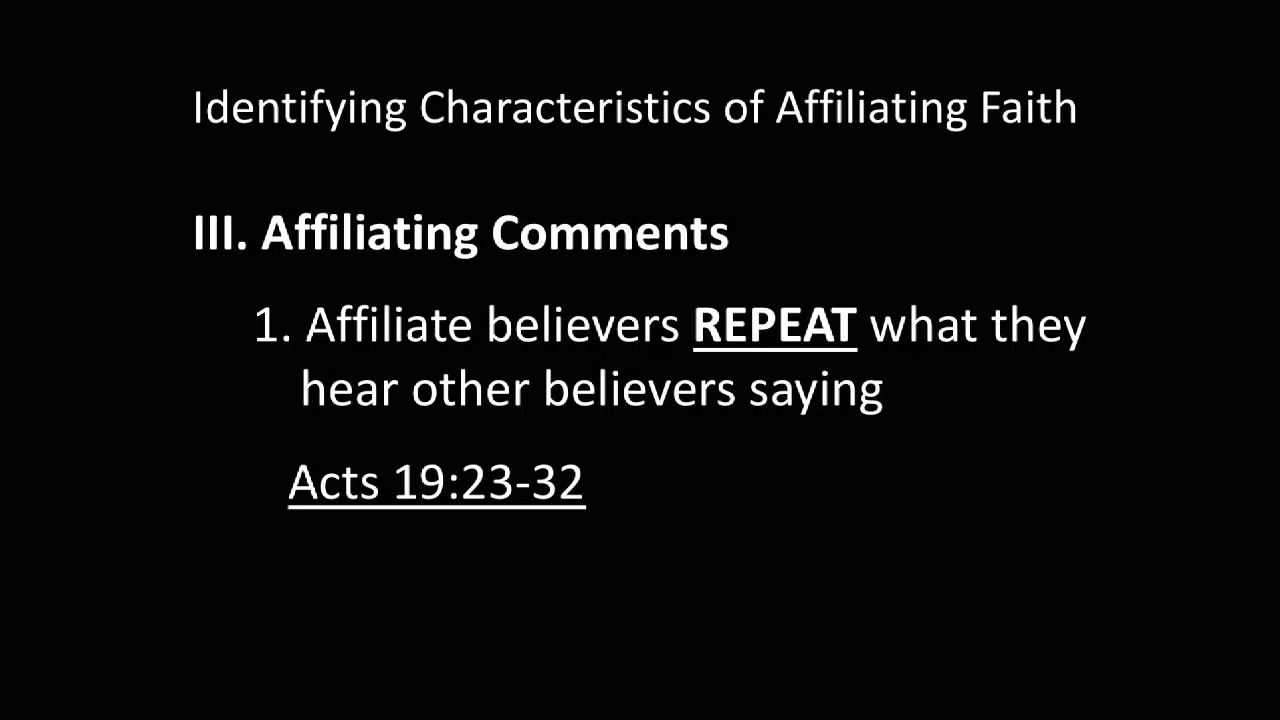 Identifying Characteristics of Affiliating Faith
III. Affiliating Comments
1. Affiliate believers REPEAT what they
hear other believers saying
Acts 19:23-32